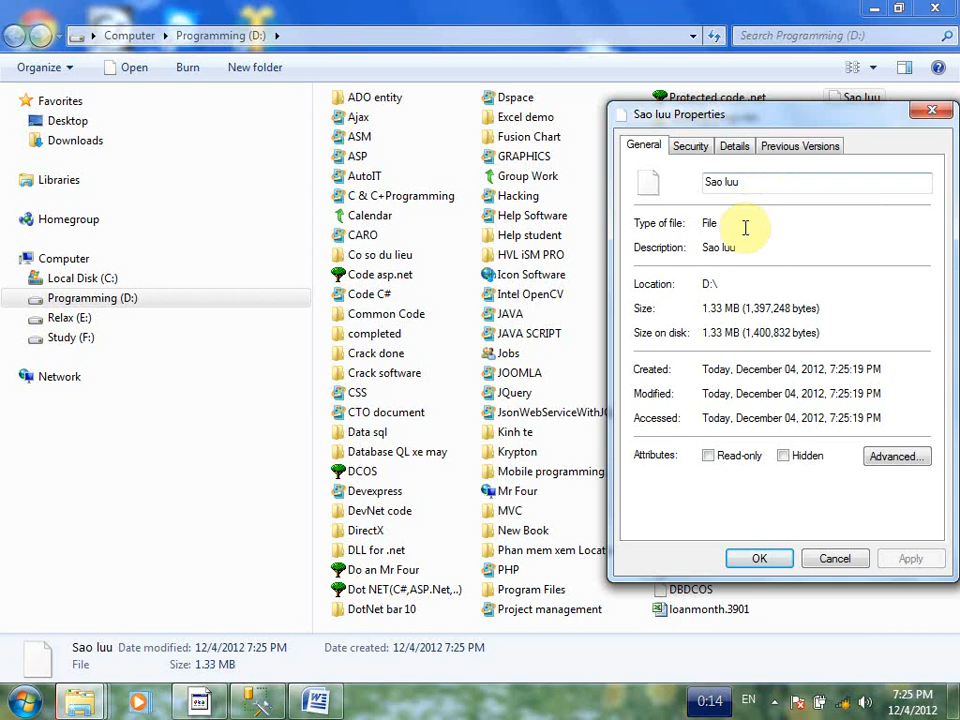 Computer Programming (D:) Search Programming (D:)
Organize Open Burn New folder
Favorites
Desktop
Downloads
Libraries
Homegroup
Computer
Local Disk (C:)
Programming (D:)
Relax (E:)
Study (F:)
Network
ADO entity
Ajax
ASM
ASP
AutoIT
C & C+Programming
Calendar
CARO
Co so du lieu
Code asp.net
Code C#
Common Code
completed
Crack done
Crack software
CSS
CTO document
Data sql
Database QL xe may
DCOS
Devexpress
DevNet code
DirectX
DLL for .net
Do an Mr Four
Dot NET(C#,ASP.Net,..)
DotNet bar 10
Dspace
Excel demo
Fusion Chart
GRAPHICS
Group Work
Hacking
Help Software
Help student
HVL iSM PRO
Icon Software
Intel OpenCV
JAVA
JAVA SCRIPT
Jobs
JOOMLA
JQuery
JsonWebServiceWithJ
Kinh te
Krypton
Mobile programming
Mr Four
MVC
New Book
Phan mem xem Locat
PHP
Program Files
Project management
Protected code .net
DBDCOS
loanmonth.3901
Sao luu
Sao luu Properties
General Security Details Previous Versions
Sao luu
Type of file: File
Description: Sao luu
Location: D:\
Size: 1.33 MB (1,397,248 bytes)
Size on disk: 1.33 MB (1,400,832 bytes)
Created: Today, December 04, 2012, 7:25:19 PM
Modified: Today, December 04, 2012, 7:25:19 PM
Accessed: Today, December 04, 2012, 7:25:19 PM
Attributes: Read-only Hidden Advanced...
OK Cancel Apply
Sao luu Date modified: 12/4/2012 7:25 PM Date created: 12/4/2012 7:25 PM
File Size: 1.33 MB
0:14 EN 7:25 PM
12/4/2012